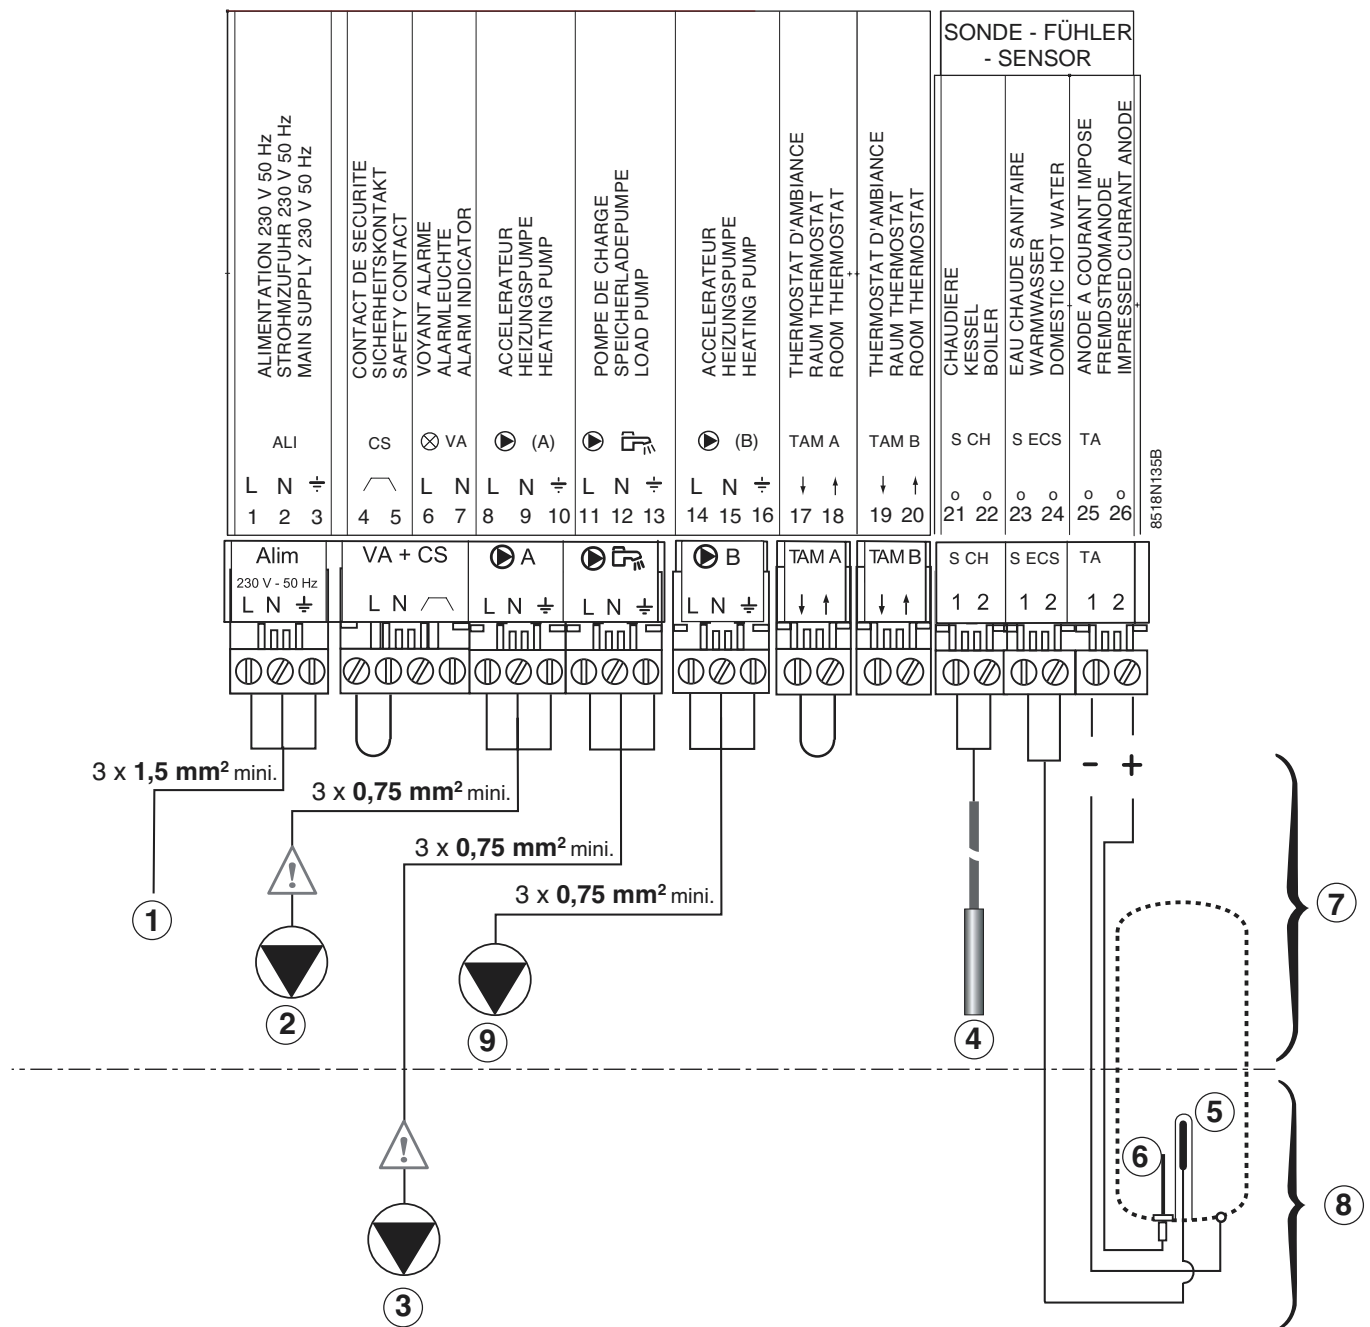 SONDE - FÜHLER
- SENSOR
ALIMENTATION 230 V 50 Hz
STROHMZUFUHR 230 V 50 Hz
MAIN SUPPLY 230 V 50 Hz
CONTACT DE SECURITE
SICHERHEITSKONTAKT
SAFETY CONTACT
VOYANT ALARME
ALARMLEUCHTE
ALARM INDICATOR
ACCELERATEUR
HEIZUNGSPUMPE
HEATING PUMP
POMPE DE CHARGE
SPEICHERLADEPUMPE
LOAD PUMP
ACCELERATEUR
HEIZUNGSPUMPE
HEATING PUMP
THERMOSTAT D'AMBIANCE
RAUM THERMOSTAT
ROOM THERMOSTAT
THERMOSTAT D'AMBIANCE
RAUM THERMOSTAT
ROOM THERMOSTAT
CHAUDIERE
KESSEL
BOILER
EAU CHAUDE SANITAIRE
WARMWASSER
DOMESTIC HOT WATER
ANODE A COURANT IMPOSE
FREMDSTROMANODE
IMPRESSED CURRANT ANODE
ALI CS VA (A) (B) TAM A TAM B S CH S ECS TA
L N L N L N L N L N
1 2 3 4 5 6 7 8 9 10 11 12 13 14 15 16 17 18 19 20 21 22 23 24 25 26
8518N135B
Alim VA + CS A B TAM A TAM B S CH S ECS TA
230 V - 50 Hz
L N L N L N L N L N 1 2 1 2 1 2
- +
3 x 1,5 mm² mini.
3 x 0,75 mm² mini.
3 x 0,75 mm² mini.
3 x 0,75 mm² mini.
1
2
9
4
7
5
6
8
3